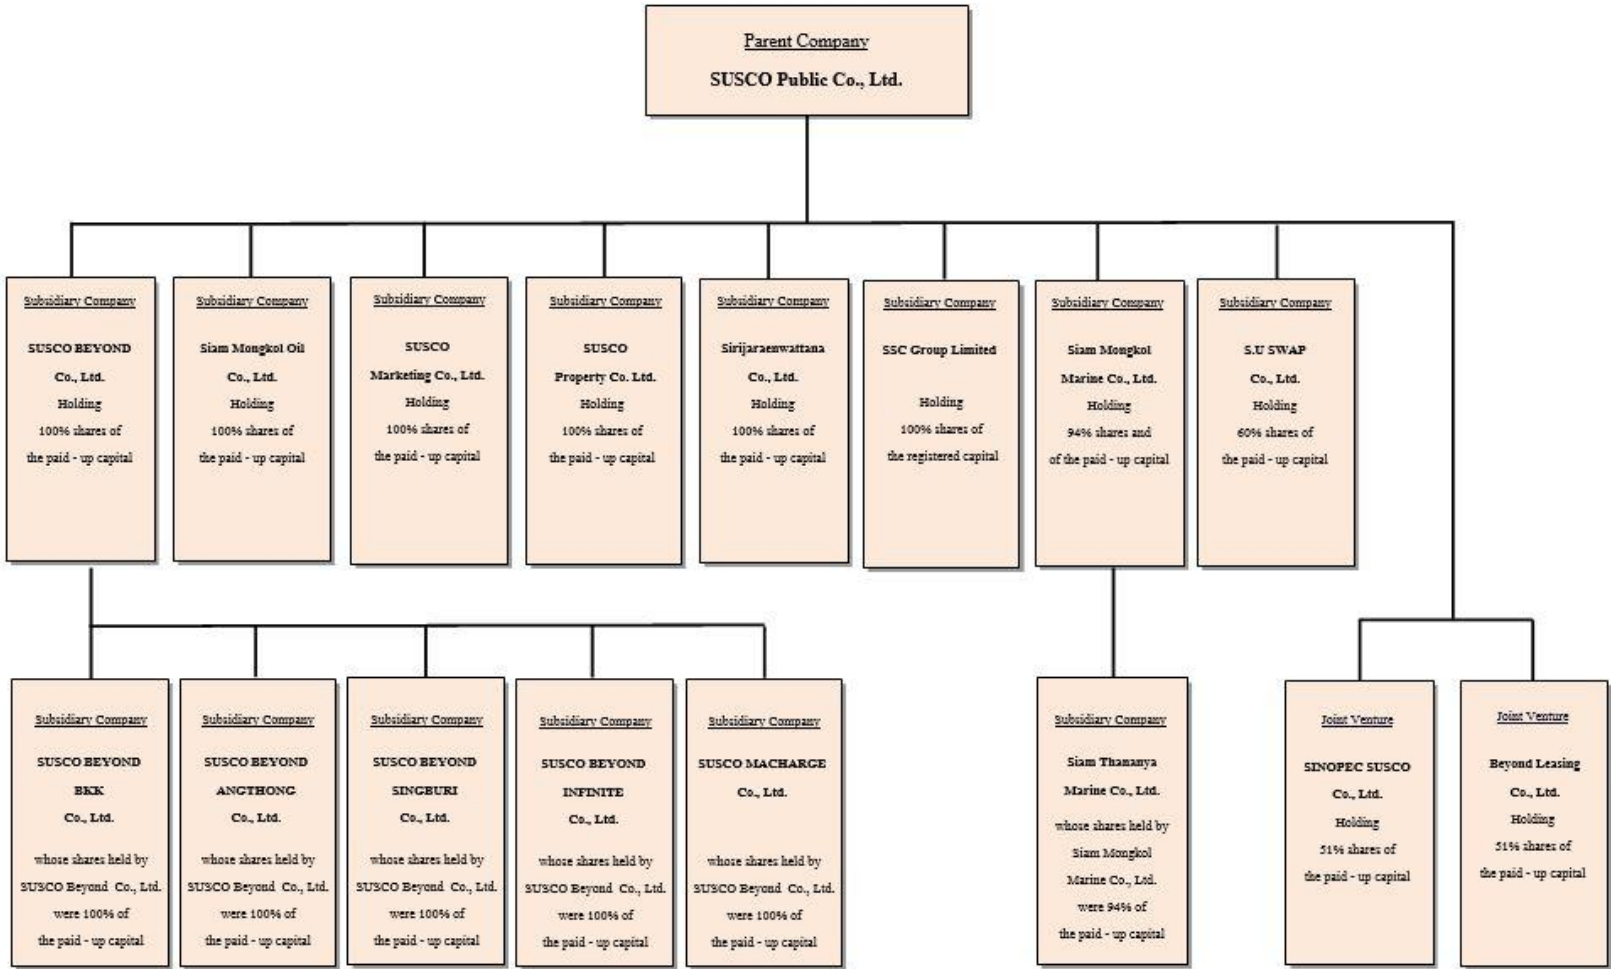 Parent Company
SUSCO Public Co., Ltd.
Subsidiary Company
SUSCO BEYOND
Co., Ltd.
Holding
100% shares of
the paid - up capital
Subsidiary Company
Siam Mongkol Oil
Co., Ltd.
Holding
100% shares of
the paid - up capital
Subsidiary Company
SUSCO
Marketing Co., Ltd.
Holding
100% shares of
the paid - up capital
Subsidiary Company
SUSCO
Property Co. Ltd.
Holding
100% shares of
the paid - up capital
Subsidiary Company
Sirijaraenwattana
Co., Ltd.
Holding
100% shares of
the paid - up capital
Subsidiary Company
SSC Group Limited
Holding
100% shares of
the registered capital
Subsidiary Company
Siam Mongkol
Marine Co., Ltd.
Holding
94% shares and
of the paid - up capital
Subsidiary Company
S.U SWAP
Co., Ltd.
Holding
60% shares of
the paid - up capital
Subsidiary Company
SUSCO BEYOND
BKK
Co., Ltd.
whose shares held by
SUSCO Beyond Co., Ltd.
were 100% of
the paid - up capital
Subsidiary Company
SUSCO BEYOND
ANGTHONG
Co., Ltd.
whose shares held by
SUSCO Beyond Co., Ltd.
were 100% of
the paid - up capital
Subsidiary Company
SUSCO BEYOND
SINGBURI
Co., Ltd.
whose shares held by
SUSCO Beyond Co., Ltd.
were 100% of
the paid - up capital
Subsidiary Company
SUSCO BEYOND
INFINITE
Co., Ltd.
whose shares held by
SUSCO Beyond Co., Ltd.
were 100% of
the paid - up capital
Subsidiary Company
SUSCO MACHARGE
Co., Ltd.
whose shares held by
SUSCO Beyond Co., Ltd.
were 100% of
the paid - up capital
Subsidiary Company
Siam Thananya
Marine Co., Ltd.
whose shares held by
Siam Mongkol
Marine Co., Ltd.
were 94% of
the paid - up capital
Joint Venture
SINOPEC SUSCO
Co., Ltd.
Holding
51% shares of
the paid - up capital
Joint Venture
Beyond Leasing
Co., Ltd.
Holding
51% shares of
the paid - up capital